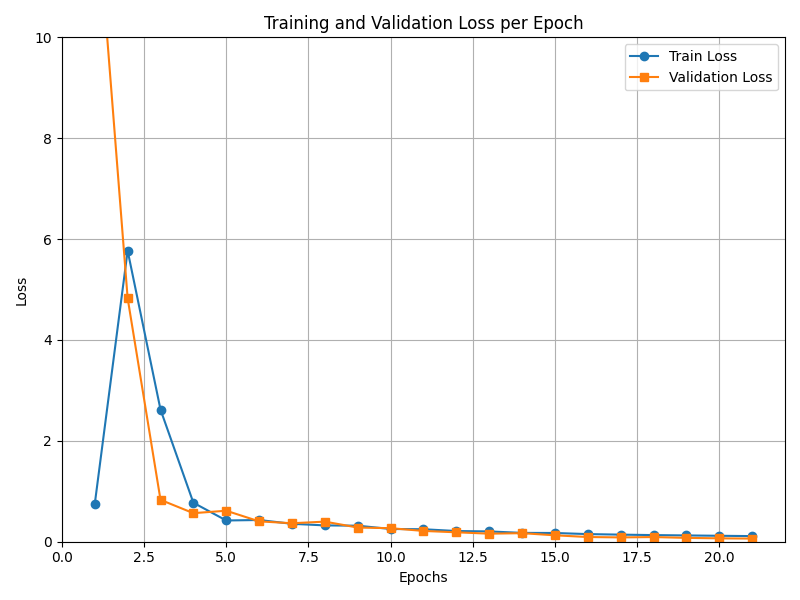 Training and Validation Loss per Epoch
Train Loss
Validation Loss
Loss
10
8
6
4
2
0
0.0 2.5 5.0 7.5 10.0 12.5 15.0 17.5 20.0
Epochs